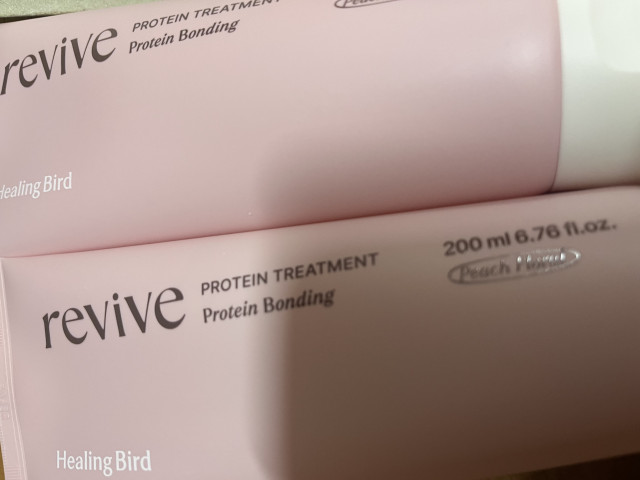 revive
PROTEIN TREATMENT
Protein Bonding
Healing Bird
revive
PROTEIN TREATMENT
Protein Bonding
200 ml 6.76 fl.oz.
Peach
Healing Bird